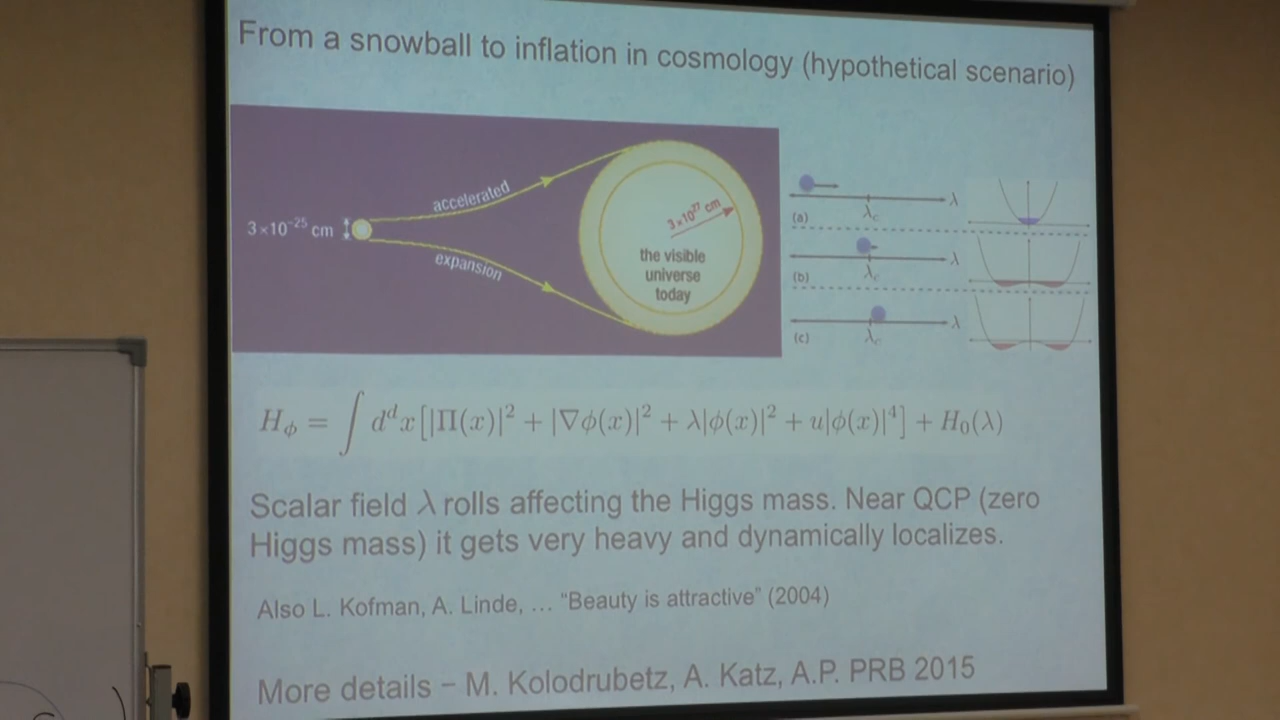 From a snowball to inflation in cosmology (hypothetical scenario)
accelerated
3×10⁻²⁵ cm
expansion
3×10²⁷ cm
the visible
universe
today
λ
(a)
λ_c
λ
(b)
λ_c
λ
(c)
λ_c
H_ϕ = ∫ d^d x [|Π(x)|² + |∇ϕ(x)|² + λ|ϕ(x)|² + u|ϕ(x)|⁴] + H₀(λ)
Scalar field λ rolls affecting the Higgs mass. Near QCP (zero
Higgs mass) it gets very heavy and dynamically localizes.
Also L. Kofman, A. Linde, … “Beauty is attractive” (2004)
More details – M. Kolodrubetz, A. Katz, A.P. PRB 2015